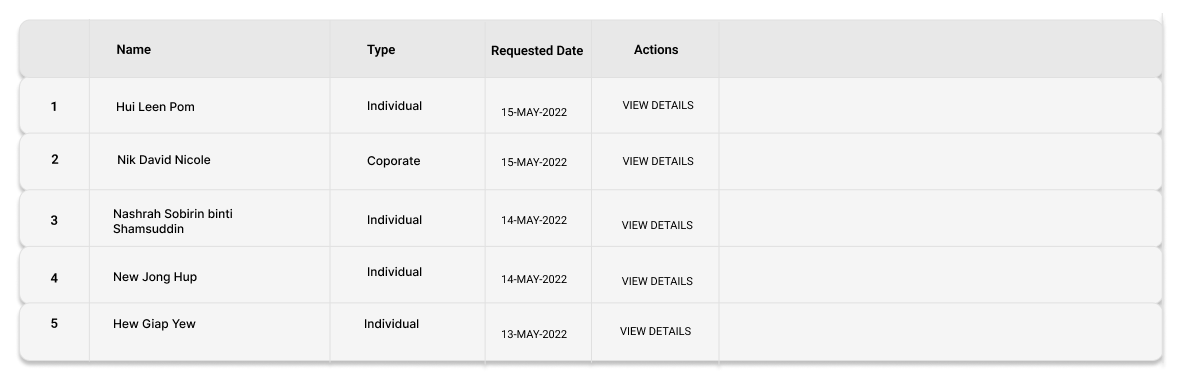 Name Type Requested Date Actions
1 Hui Leen Pom Individual 15-MAY-2022 VIEW DETAILS
2 Nik David Nicole Coporate 15-MAY-2022 VIEW DETAILS
3 Nashrah Sobirin binti Individual 14-MAY-2022 VIEW DETAILS
Shamsuddin
4 New Jong Hup Individual 14-MAY-2022 VIEW DETAILS
5 Hew Giap Yew Individual 13-MAY-2022 VIEW DETAILS